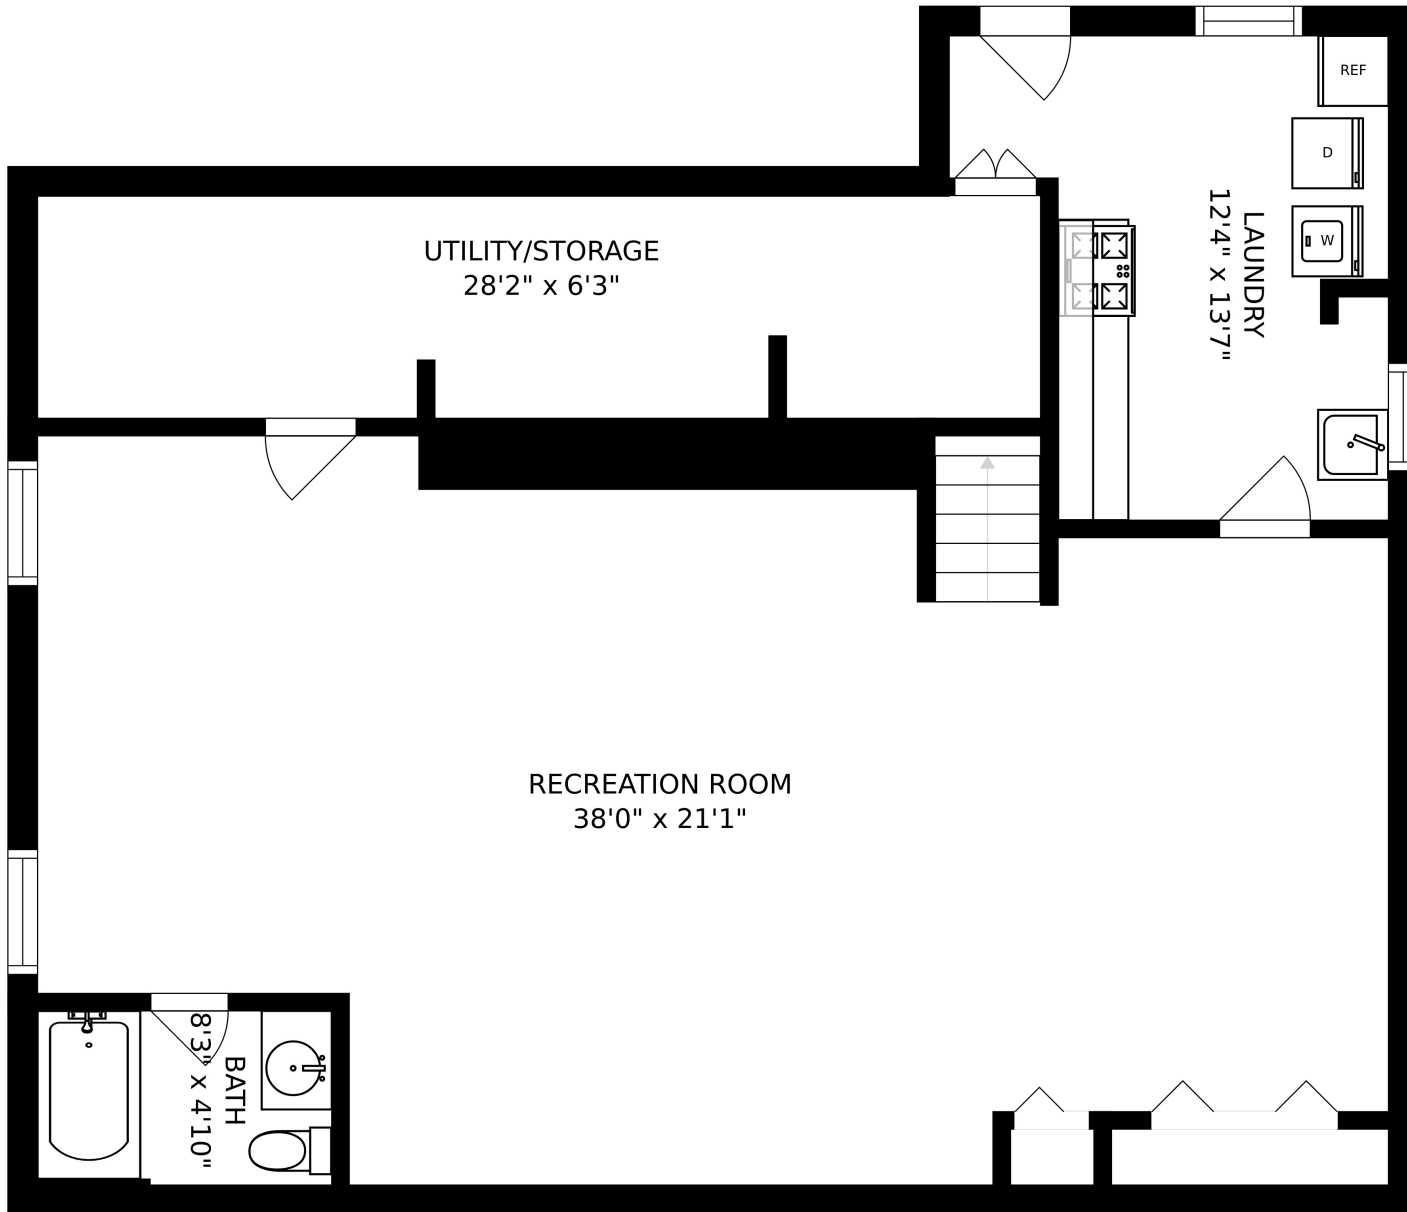 REF
D
W
LAUNDRY
12'4" x 13'7"
UTILITY/STORAGE
28'2" x 6'3"
RECREATION ROOM
38'0" x 21'1"
BATH
8'3" x 4'10"